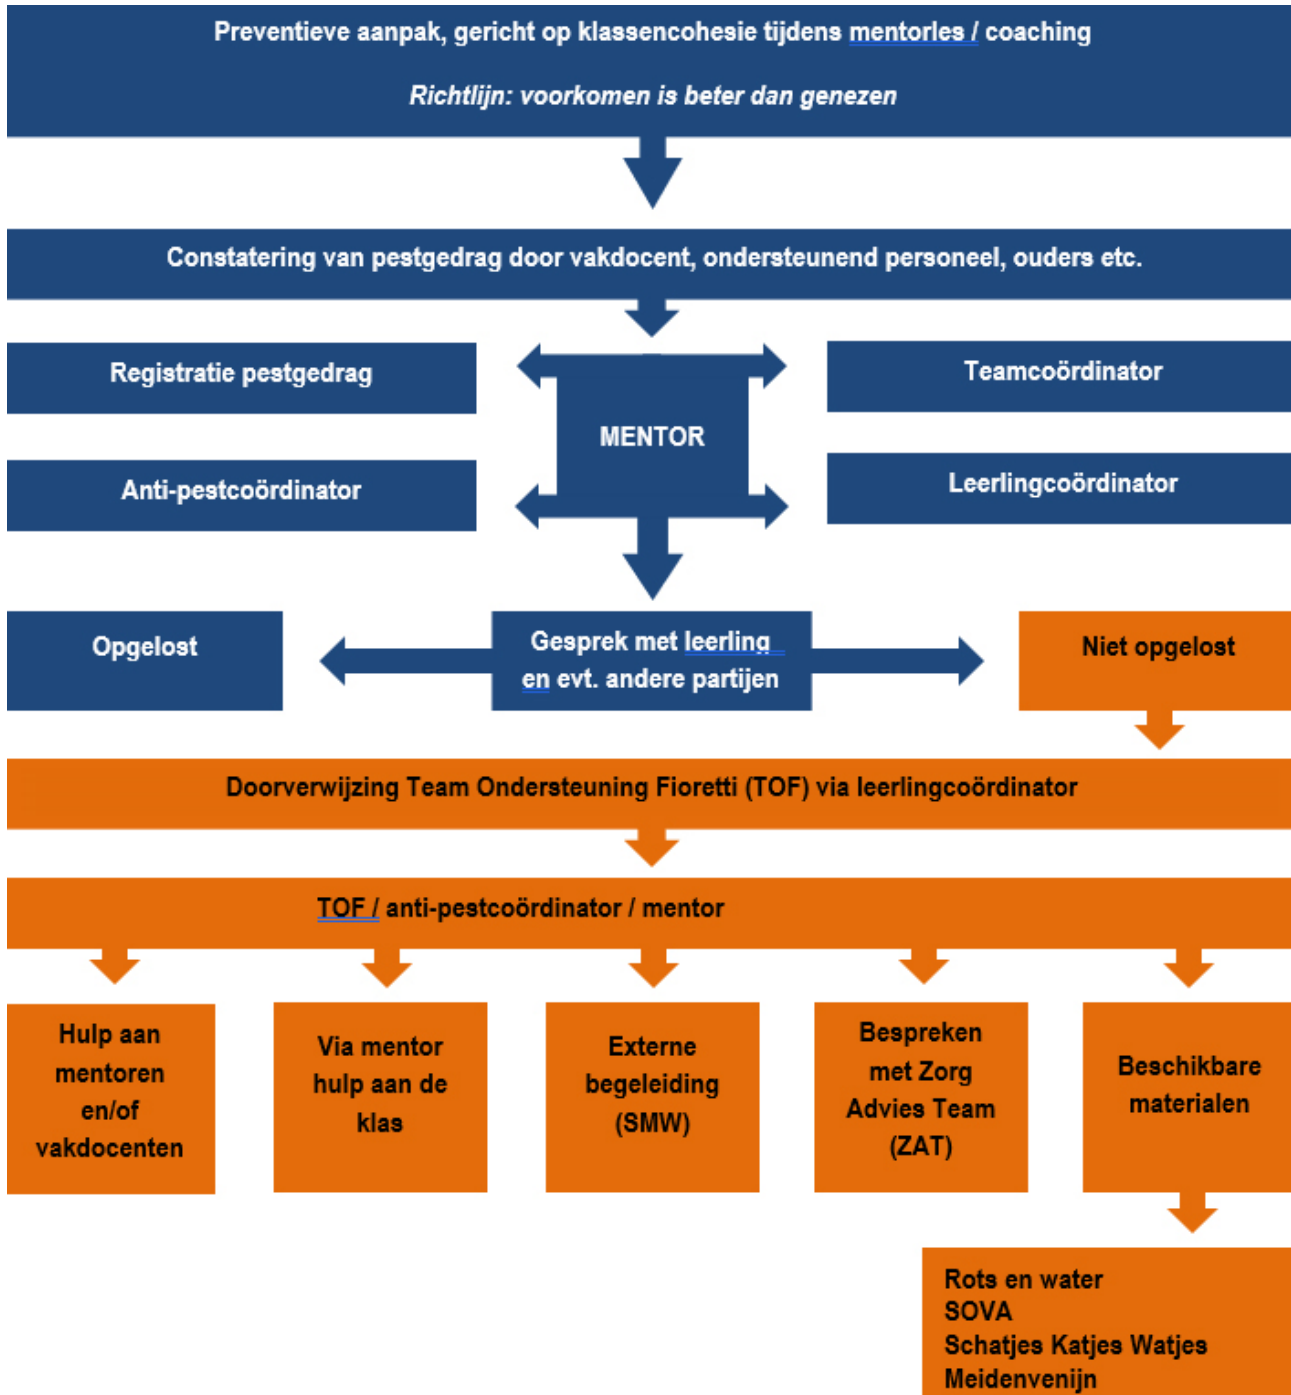 Preventieve aanpak, gericht op klassencohesie tijdens mentorles / coaching
Richtlijn: voorkomen is beter dan genezen
Constatering van pestgedrag door vakdocent, ondersteunend personeel, ouders etc.
Registratie pestgedrag
Teamcoördinator
MENTOR
Anti-pestcoördinator
Leerlingcoördinator
Opgelost
Gesprek met leerling
en evt. andere partijen
Niet opgelost
Doorverwijzing Team Ondersteuning Fioretti (TOF) via leerlingcoördinator
TOF / anti-pestcoördinator / mentor
Hulp aan
mentoren
en/of
vakdocenten
Via mentor
hulp aan de
klas
Externe
begeleiding
(SMW)
Bespreken
met Zorg
Advies Team
(ZAT)
Beschikbare
materialen
Rots en water
SOVA
Schatjes Katjes Watjes
Meidenvenijn